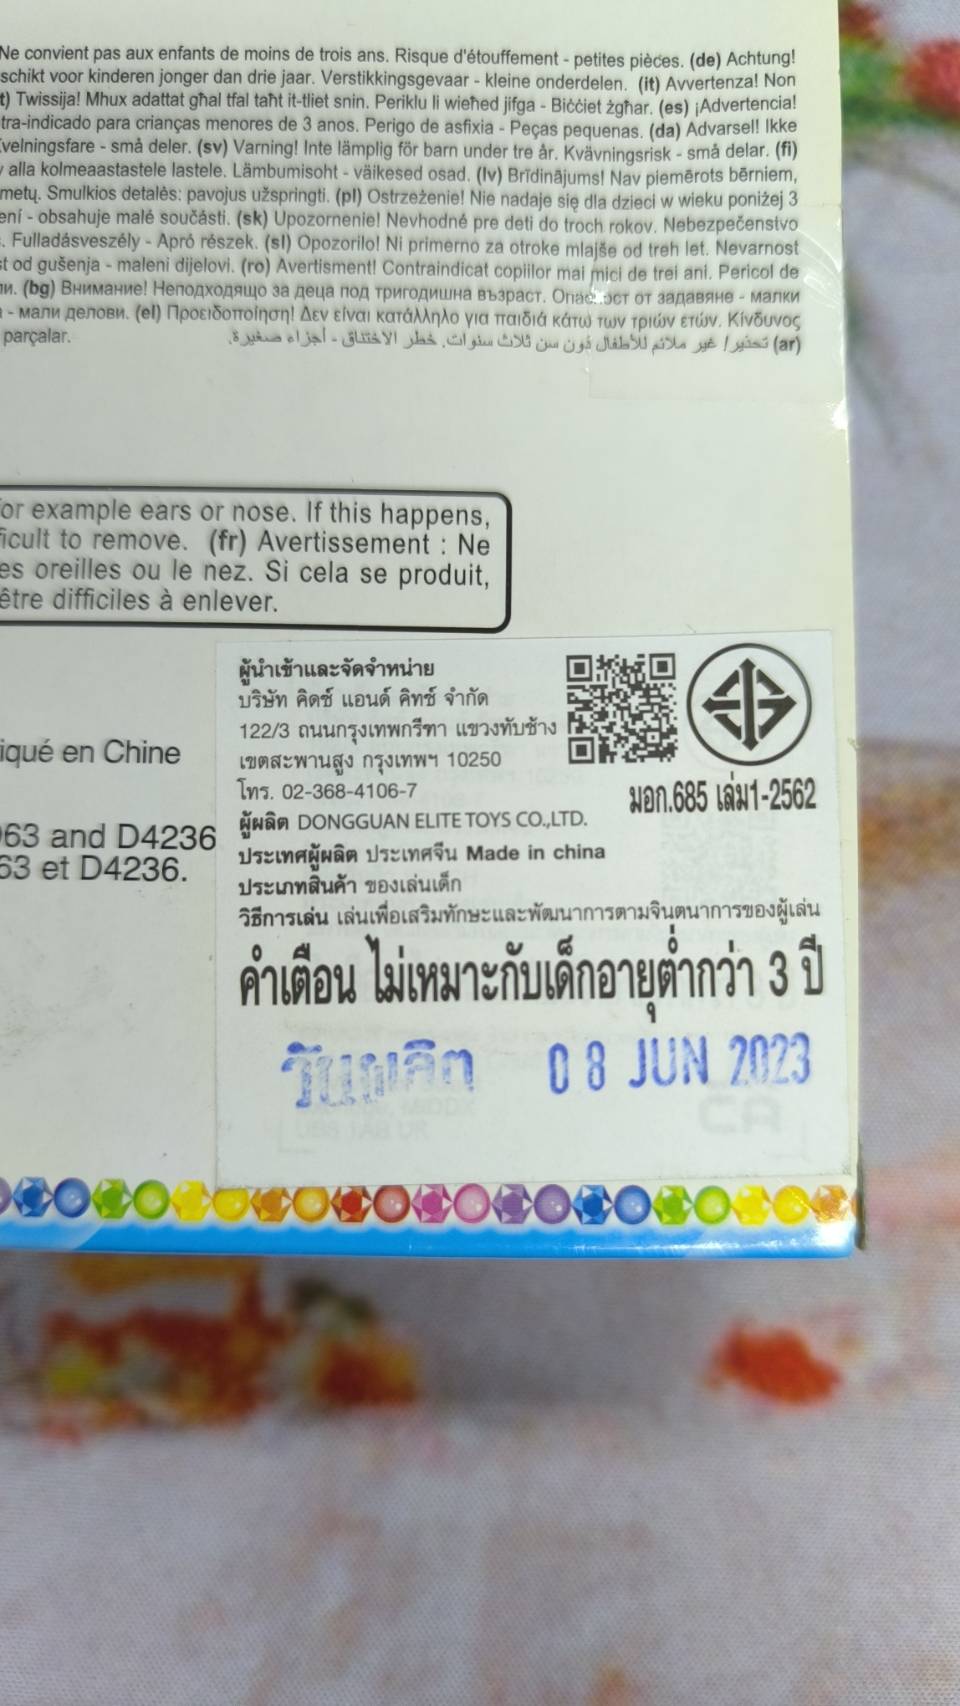 Ne convient pas aux enfants de moins de trois ans. Risque d'étouffement - petites pièces. (de) Achtung!
schikt voor kinderen jonger dan drie jaar. Verstikkingsgevaar - kleine onderdelen. (it) Avvertenza! Non
t) Twissija! Mhux adattat għal tfal taħt it-tliet snin. Periklu li wieħed jifga - Biċċiet żgħar. (es) ¡Advertencia!
tra-indicado para crianças menores de 3 anos. Perigo de asfixia - Peças pequenas. (da) Advarsel! Ikke
velningsfare - små deler. (sv) Varning! Inte lämplig för barn under tre år. Kvävningsrisk - små delar. (fi)
alla kolmeaastastele lastele. Lämbumisoht - väikesed osad. (lv) Brīdinājums! Nav piemērots bērniem,
metų. Smulkios detalės: pavojus užspringti. (pl) Ostrzeżenie! Nie nadaje się dla dzieci w wieku poniżej 3
ení - obsahuje malé součásti. (sk) Upozornenie! Nevhodné pre deti do troch rokov. Nebezpečenstvo
. Fulladásveszély - Apró részek. (sl) Opozorilo! Ni primerno za otroke mlajše od treh let. Nevarnost
st od gušenja - maleni dijelovi. (ro) Avertisment! Contraindicat copiilor mai mici de trei ani. Pericol de
ли. (bg) Внимание! Неподходящо за деца под тригодишна възраст. Опасност от задавяне - малки
- мали делови. (el) Προειδοποίηση! Δεν είναι κατάλληλο για παιδιά κάτω των τριών ετών. Κίνδυνος
parçalar.
(ar) تحذير! غير ملائم للأطفال دون سن ثلاث سنوات. خطر الاختناق - أجزاء صغيرة.
or example ears or nose. If this happens,
ficult to remove. (fr) Avertissement : Ne
es oreilles ou le nez. Si cela se produit,
être difficiles à enlever.
iqué en Chine
963 and D4236
63 et D4236.
ผู้นำเข้าและจัดจำหน่าย
บริษัท คิดซ์ แอนด์ คิทซ์ จำกัด
122/3 ถนนกรุงเทพกรีฑา แขวงทับช้าง
เขตสะพานสูง กรุงเทพฯ 10250
โทร. 02-368-4106-7
มอก.685 เล่ม1-2562
ผู้ผลิต DONGGUAN ELITE TOYS CO.,LTD.
ประเทศผู้ผลิต ประเทศจีน Made in china
ประเภทสินค้า ของเล่นเด็ก
วิธีการเล่น เล่นเพื่อเสริมทักษะและพัฒนาการตามจินตนาการของผู้เล่น
คำเตือน ไม่เหมาะกับเด็กอายุต่ำกว่า 3 ปี
วันผลิต 08 JUN 2023